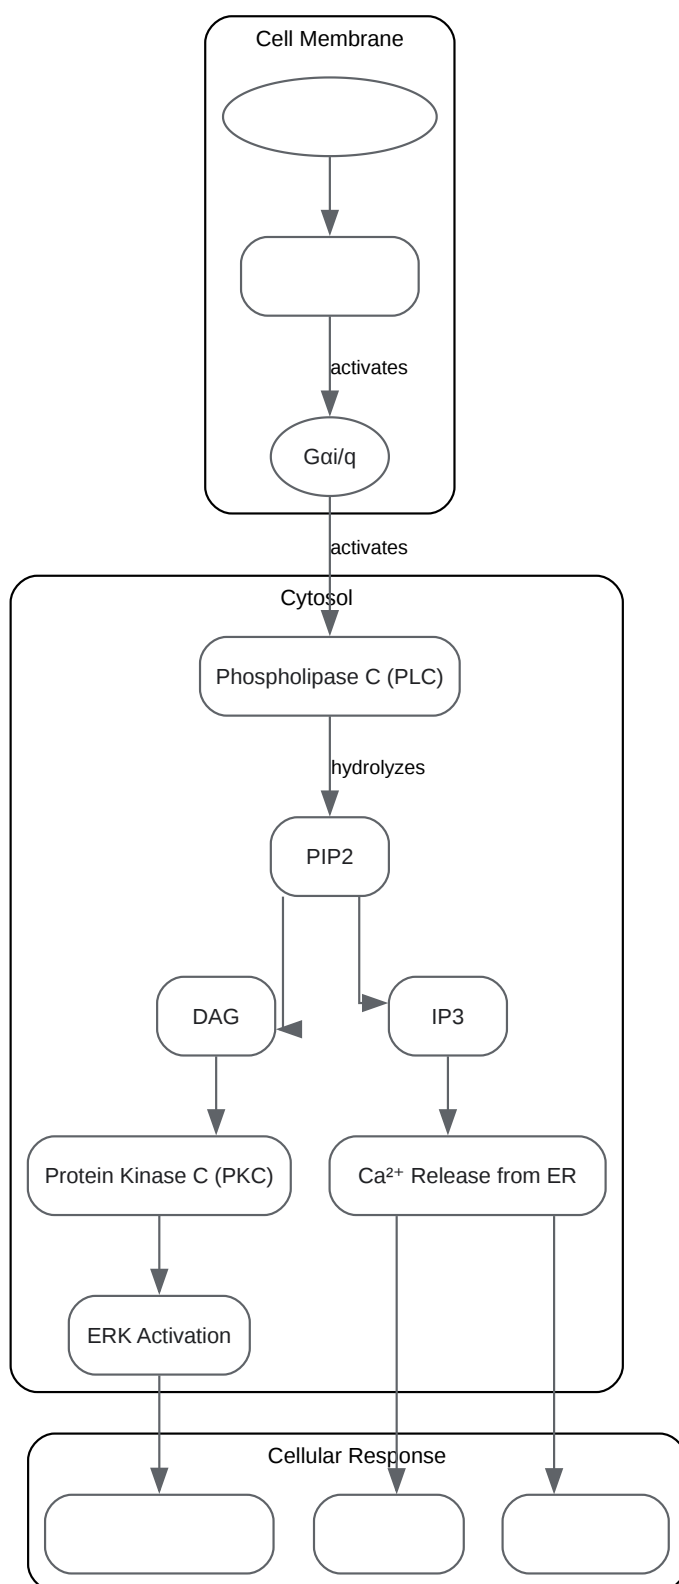 Cell Membrane
activates
Gαi/q
activates
Cytosol
Phospholipase C (PLC)
hydrolyzes
PIP2
DAG
IP3
Protein Kinase C (PKC)
Ca²⁺ Release from ER
ERK Activation
Cellular Response